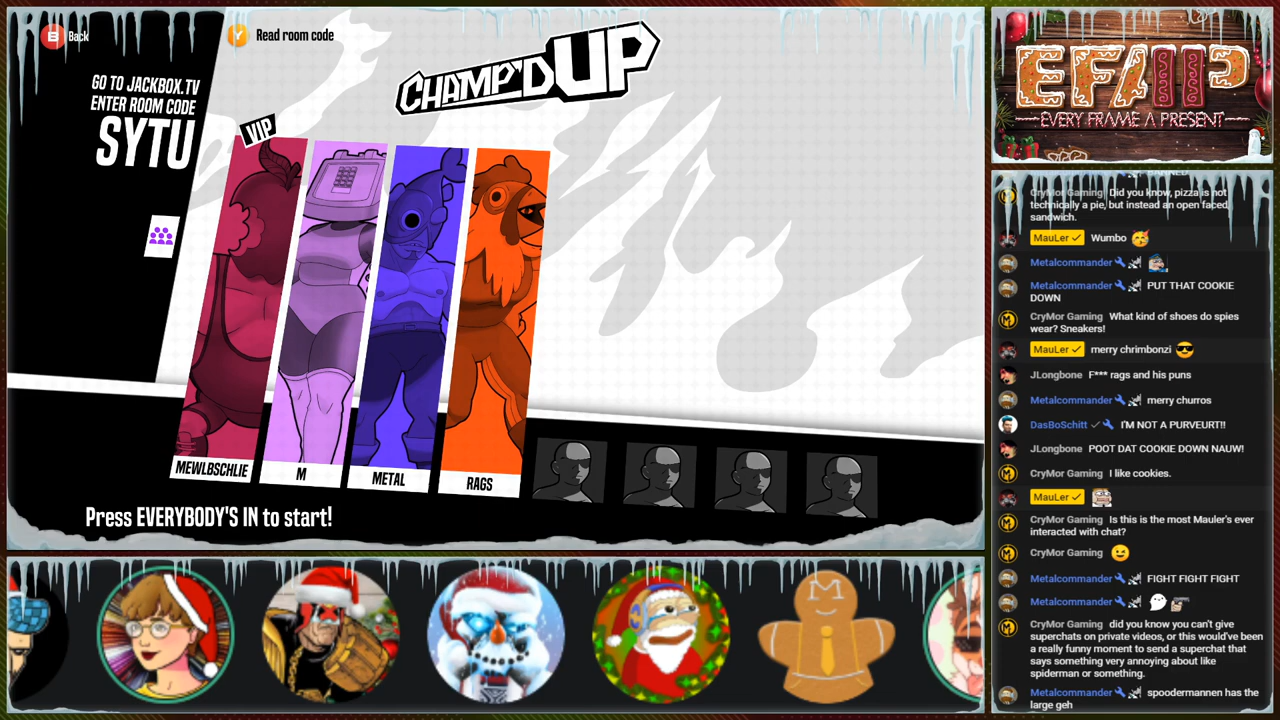 Back
Read room code
GO TO JACKBOX.TV
ENTER ROOM CODE
SYTU
CHAMP'D UP
VIP
MEWLBSCHLIE
M
METAL
RAGS
Press EVERYBODY'S IN to start!
EFAP
EVERY FRAME A PRESENT
CryMor Gaming Did you know, pizza is not
technically a pie, but instead an open faced
sandwich.
MauLer Wumbo
Metalcommander
Metalcommander PUT THAT COOKIE
DOWN
CryMor Gaming What kind of shoes do spies
wear? Sneakers!
MauLer merry chrimbonzi
JLongbone F*** rags and his puns
Metalcommander merry churros
DasBoSchitt I'M NOT A PURVEURT!!
JLongbone POOT DAT COOKIE DOWN NAUW!
CryMor Gaming I like cookies.
MauLer
CryMor Gaming Is this is the most Mauler's ever
interacted with chat?
CryMor Gaming
Metalcommander FIGHT FIGHT FIGHT
Metalcommander
CryMor Gaming did you know you can't give
superchats on private videos, or this would've been
a really funny moment to send a superchat that
says something very annoying about like
spiderman or something.
Metalcommander spoodermannen has the
large geh
M